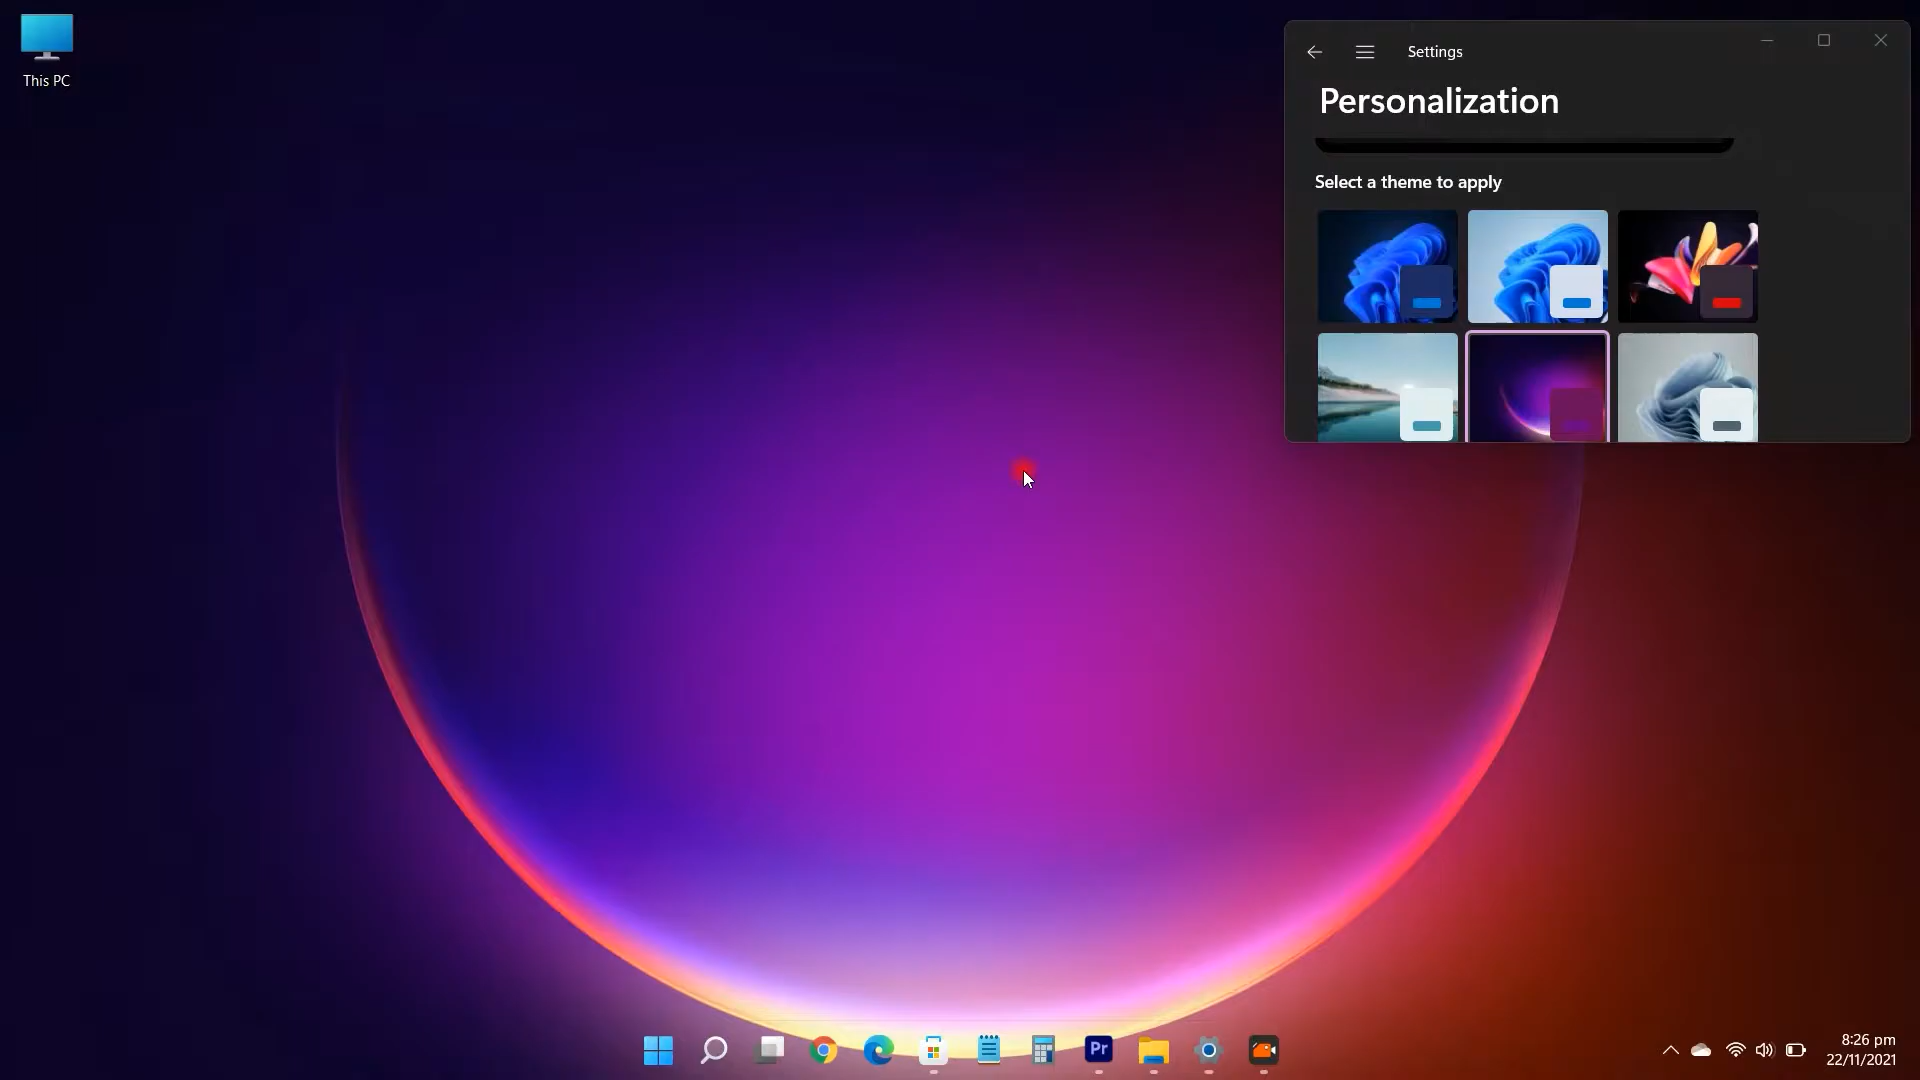 This PC
Settings
Personalization
Select a theme to apply
Pr
8:26 pm
22/11/2021